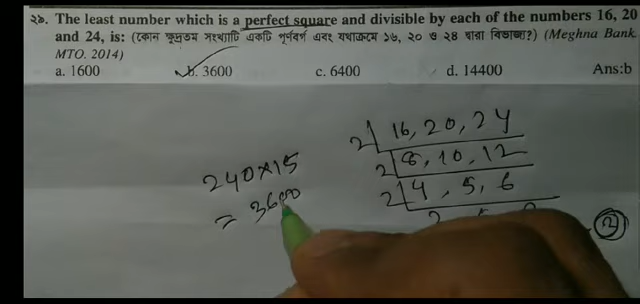 ২৯. The least number which is a perfect square and divisible by each of the numbers 16, 20
and 24, is: (কোন ক্ষুদ্রতম সংখ্যাটি একটি পূর্নবর্গ এবং যথাক্রমে ১৬, ২০ ও ২৪ দ্বারা বিভাজ্য?) (Meghna Bank
MTO. 2014)
a. 1600 b. 3600 c. 6400 d. 14400 Ans:b
2 16, 20, 24
2 8, 10, 12
2 4, 5, 6
240×15
= 3600
2